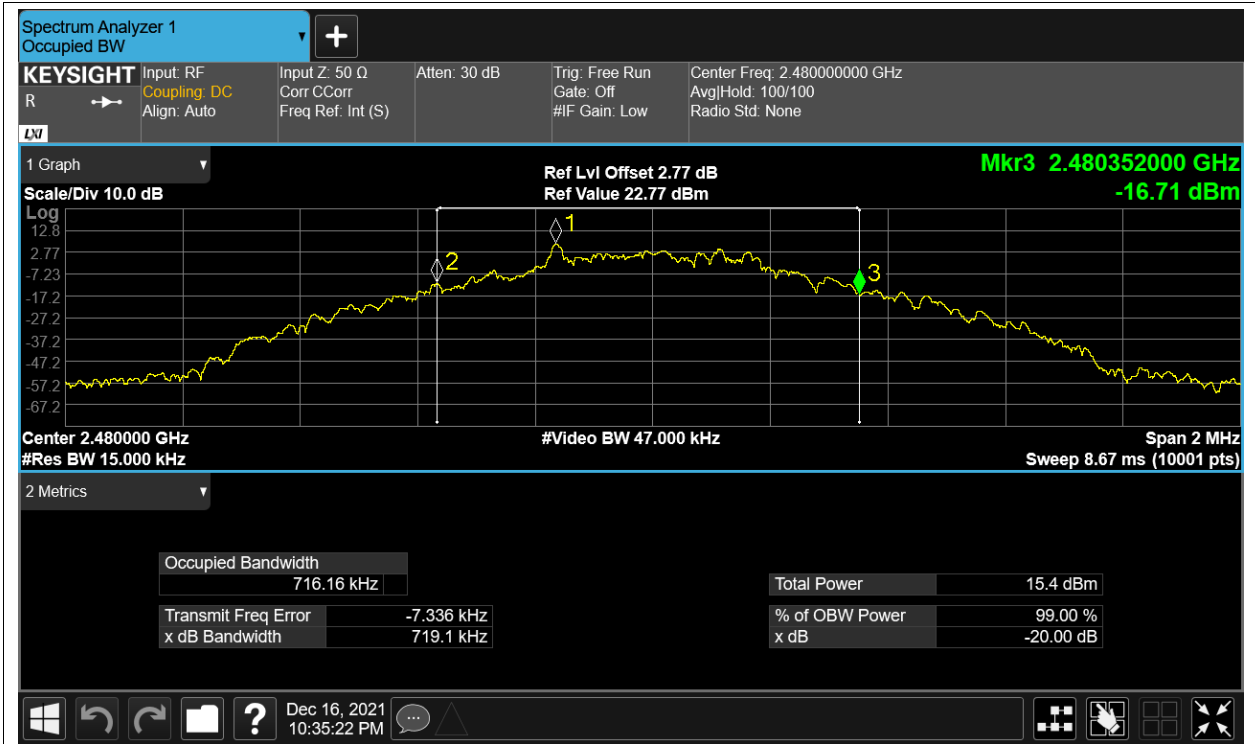 Spectrum Analyzer 1
Occupied BW
KEYSIGHT
R
LXI
Input: RF
Coupling: DC
Align: Auto
Input Z: 50 Ω
Corr CCorr
Freq Ref: Int (S)
Atten: 30 dB
Trig: Free Run
Gate: Off
#IF Gain: Low
Center Freq: 2.480000000 GHz
Avg|Hold: 100/100
Radio Std: None
1 Graph
Scale/Div 10.0 dB
Ref Lvl Offset 2.77 dB
Ref Value 22.77 dBm
Mkr3 2.480352000 GHz
-16.71 dBm
Log
12.8
2.77
-7.23
-17.2
-27.2
-37.2
-47.2
-57.2
-67.2
1
2
3
Center 2.480000 GHz
#Video BW 47.000 kHz
Span 2 MHz
#Res BW 15.000 kHz
Sweep 8.67 ms (10001 pts)
2 Metrics
Occupied Bandwidth
716.16 kHz
Transmit Freq Error -7.336 kHz
x dB Bandwidth 719.1 kHz
Total Power 15.4 dBm
% of OBW Power 99.00 %
x dB -20.00 dB
?
Dec 16, 2021
10:35:22 PM